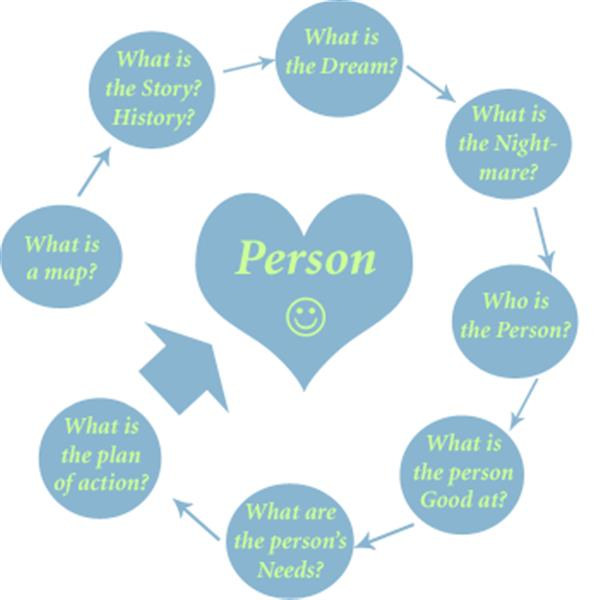 What is
a map?
What is
the Story?
History?
What is
the Dream?
What is
the Night-
mare?
Who is
the Person?
What is
the person
Good at?
What are
the person's
Needs?
What is
the plan
of action?
Person